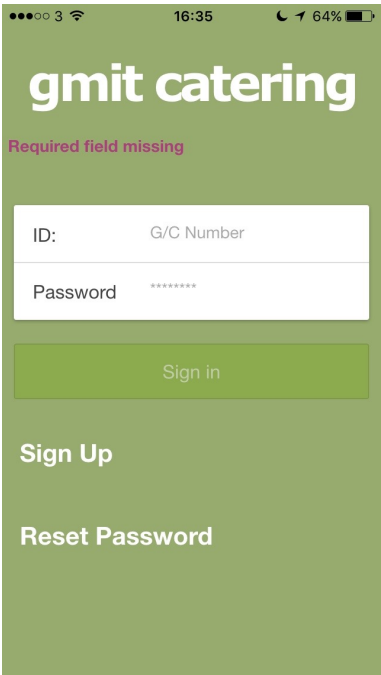 3 16:35 64%
gmit catering
Required field missing
ID: G/C Number
Password ********
Sign in
Sign Up
Reset Password